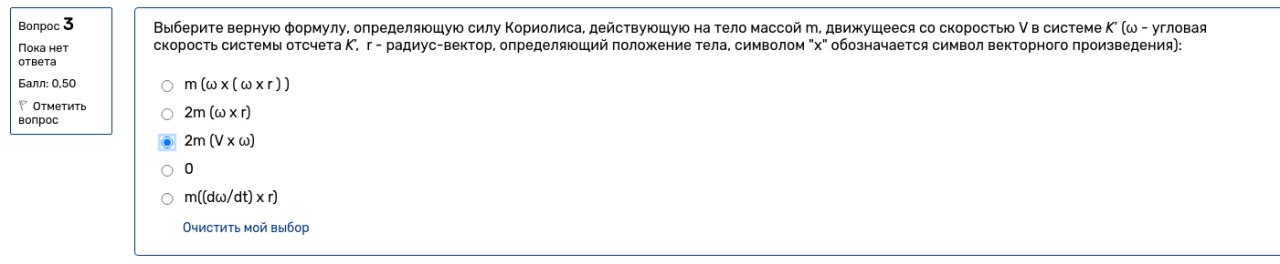 Вопрос 3
Пока нет
ответа
Балл: 0,50
Отметить
вопрос
Выберите верную формулу, определяющую силу Кориолиса, действующую на тело массой m, движущееся со скоростью V в системе K' (ω - угловая
скорость системы отсчета K', r - радиус-вектор, определяющий положение тела, символом "x" обозначается символ векторного произведения):
m (ω x ( ω x r ) )
2m (ω x r)
2m (V x ω)
0
m((dω/dt) x r)
Очистить мой выбор